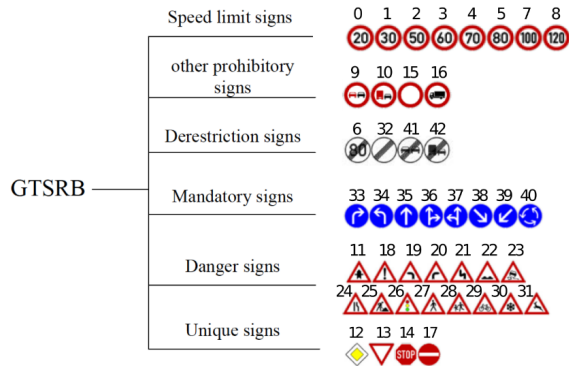 Speed limit signs
0 1 2 3 4 5 7 8
20 30 50 60 70 80 100 120
other prohibitory
signs
9 10 15 16
Derestriction signs
6 32 41 42
80
GTSRB
Mandatory signs
33 34 35 36 37 38 39 40
Danger signs
11 18 19 20 21 22 23
24 25 26 27 28 29 30 31
Unique signs
12 13 14 17
STOP